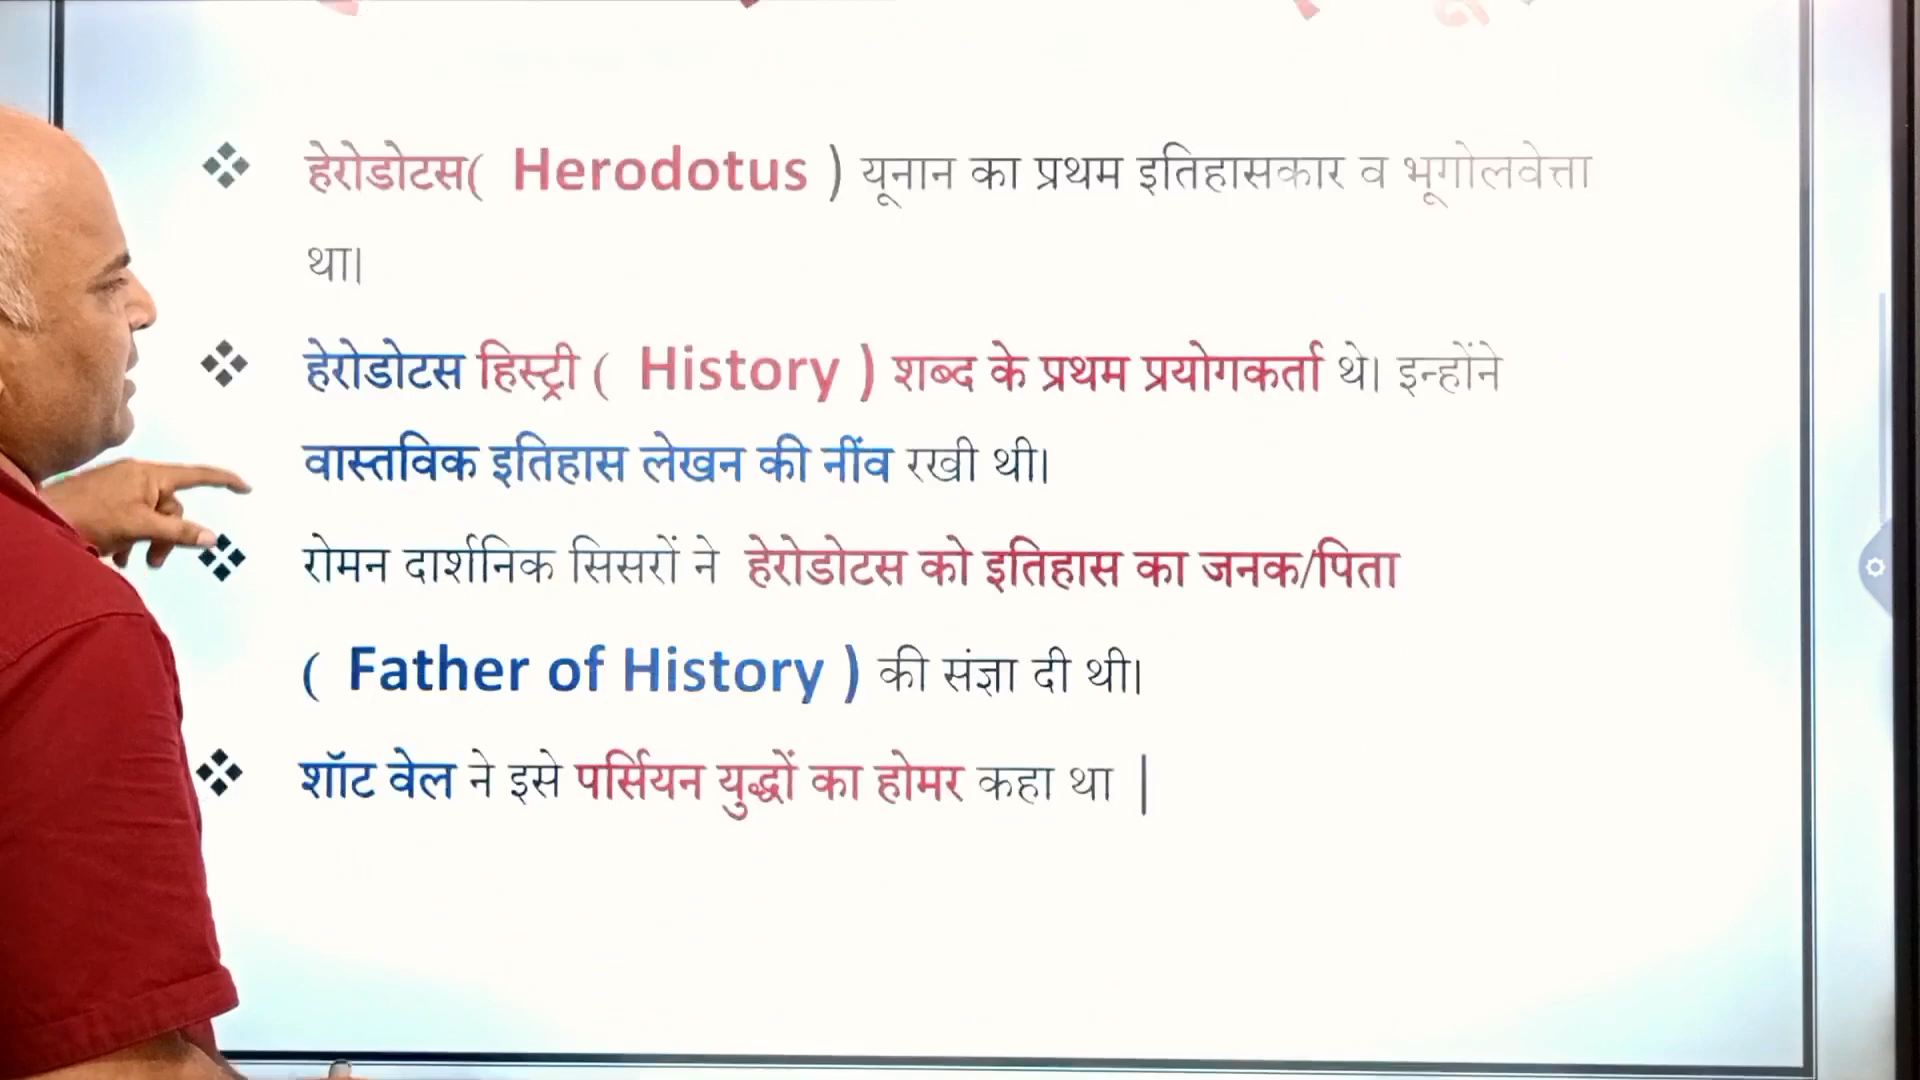 ❖ हेरोडोटस( Herodotus ) यूनान का प्रथम इतिहासकार व भूगोलवेत्ता
था।
❖ हेरोडोटस हिस्ट्री ( History ) शब्द के प्रथम प्रयोगकर्ता थे। इन्होंने
वास्तविक इतिहास लेखन की नींव रखी थी।
❖ रोमन दार्शनिक सिसरों ने हेरोडोटस को इतिहास का जनक/पिता
( Father of History ) की संज्ञा दी थी।
❖ शॉट वेल ने इसे पर्सियन युद्धों का होमर कहा था |